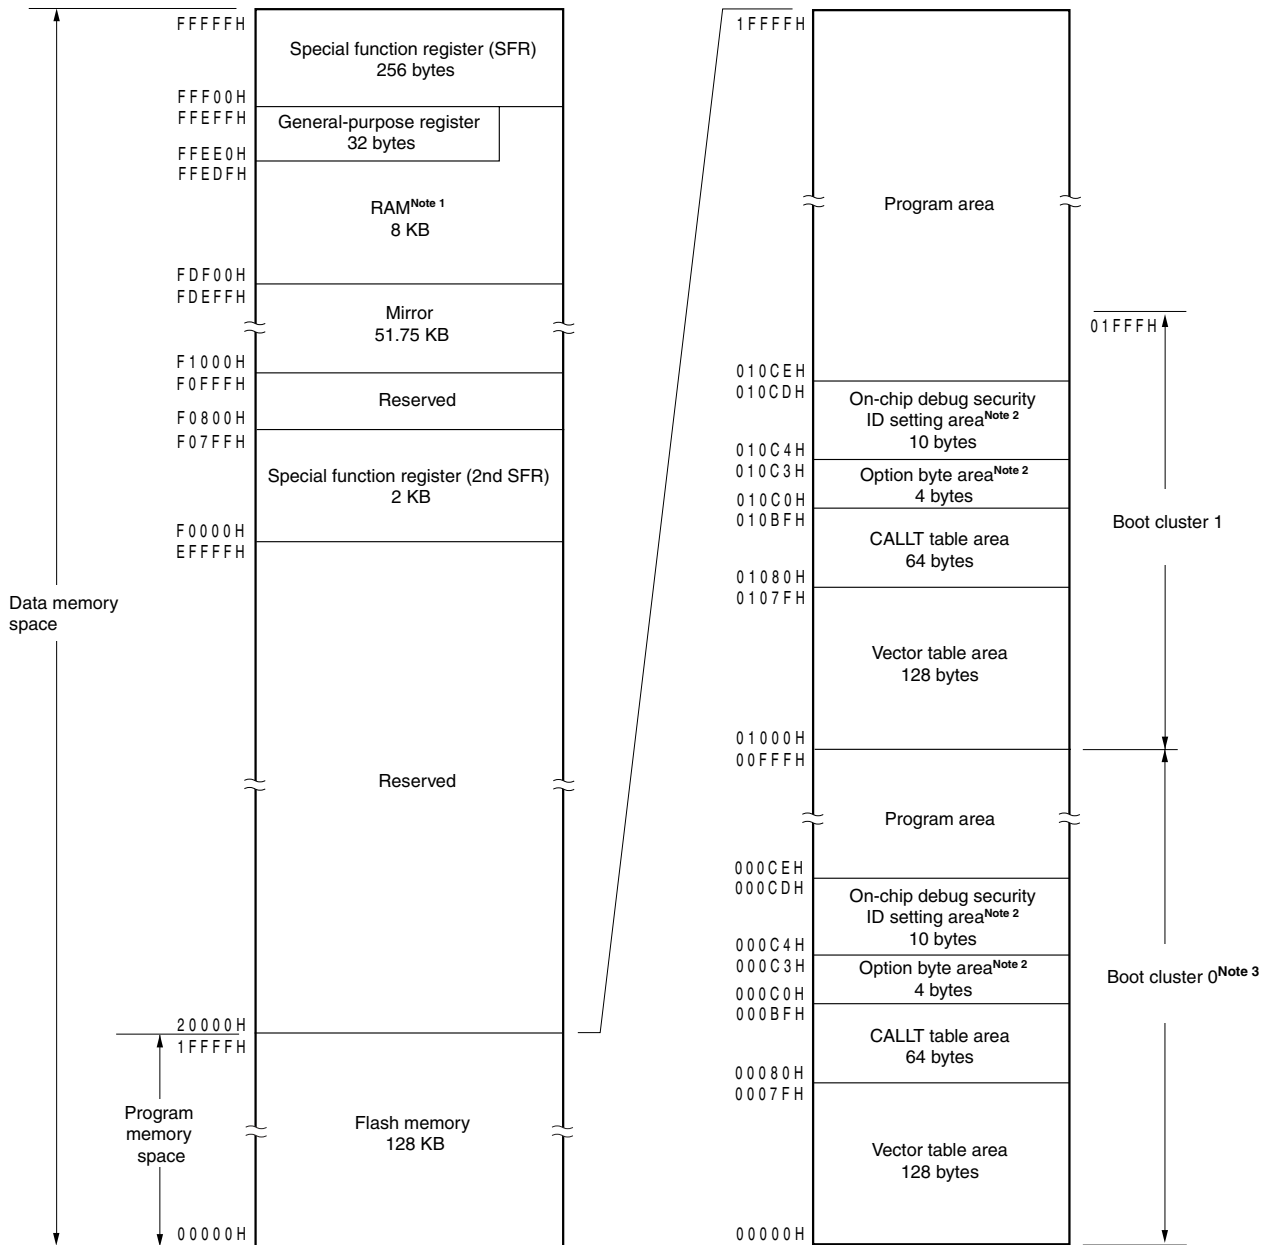 FFFFFH
Special function register (SFR)
256 bytes
FFF00H
FFEFFH
General-purpose register
32 bytes
FFEE0H
FFEDFH
RAMNote 1
8 KB
FDF00H
FDEFFH
Mirror
51.75 KB
F1000H
F0FFFH
Reserved
F0800H
F07FFH
Special function register (2nd SFR)
2 KB
F0000H
EFFFFH
Data memory
space
Reserved
20000H
1FFFFH
Program
memory
space
Flash memory
128 KB
00000H
1FFFFH
Program area
01FFFH
010CEH
010CDH
On-chip debug security
ID setting areaNote 2
10 bytes
010C4H
010C3H
Option byte areaNote 2
4 bytes
010C0H
010BFH
Boot cluster 1
CALLT table area
64 bytes
01080H
0107FH
Vector table area
128 bytes
01000H
00FFFH
Program area
000CEH
000CDH
On-chip debug security
ID setting areaNote 2
10 bytes
000C4H
000C3H
Option byte areaNote 2
4 bytes
Boot cluster 0Note 3
000C0H
000BFH
CALLT table area
64 bytes
00080H
0007FH
Vector table area
128 bytes
00000H